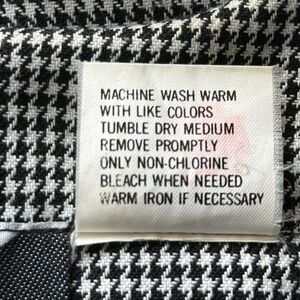 MACHINE WASH WARM
WITH LIKE COLORS
TUMBLE DRY MEDIUM
REMOVE PROMPTLY
ONLY NON-CHLORINE
BLEACH WHEN NEEDED
WARM IRON IF NECESSARY